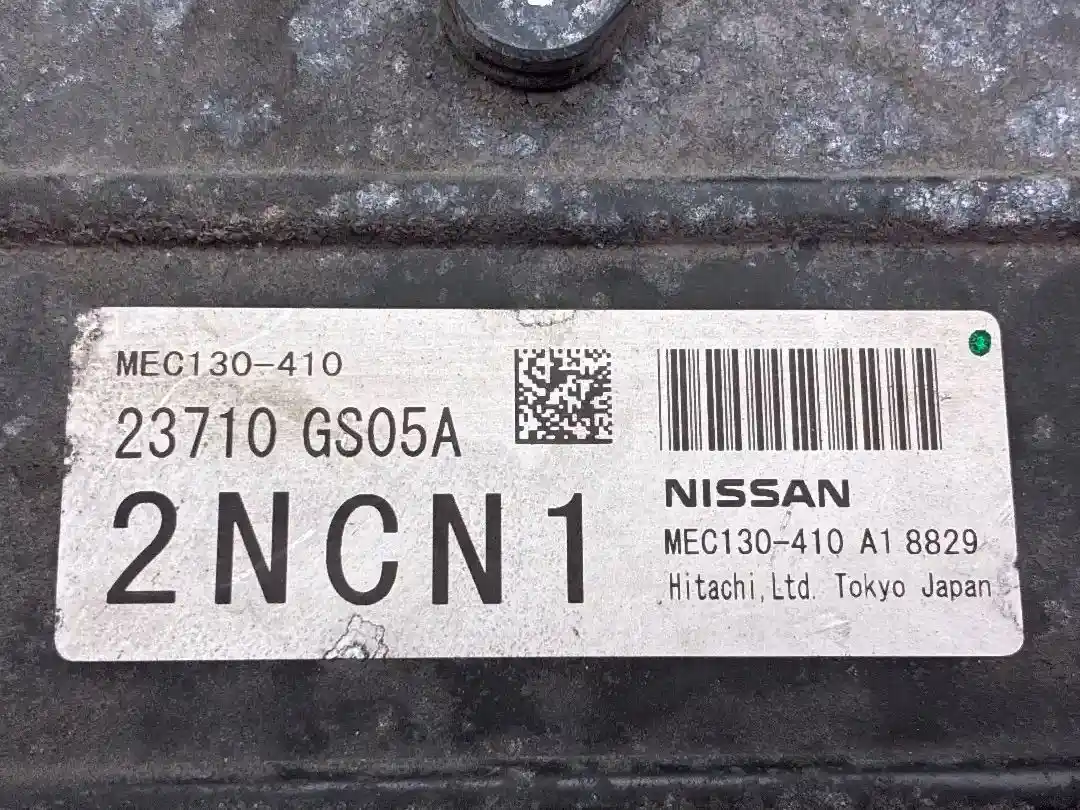 MEC130-410
23710 GS05A
2NCN1
NISSAN
MEC130-410 A1 8829
Hitachi,Ltd. Tokyo Japan